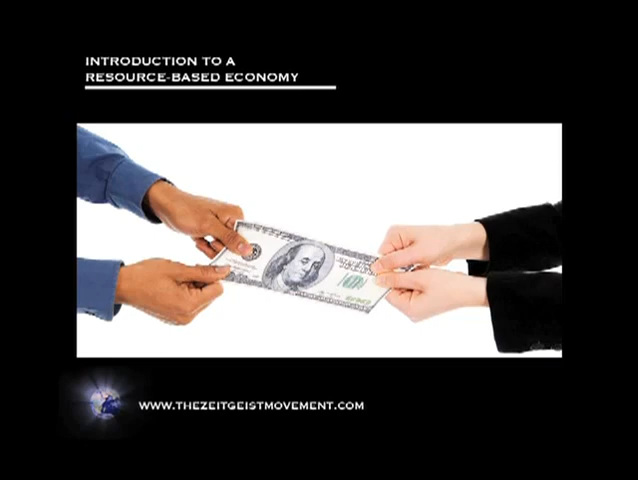 INTRODUCTION TO A
RESOURCE-BASED ECONOMY
WWW.THEZEITGEISTMOVEMENT.COM